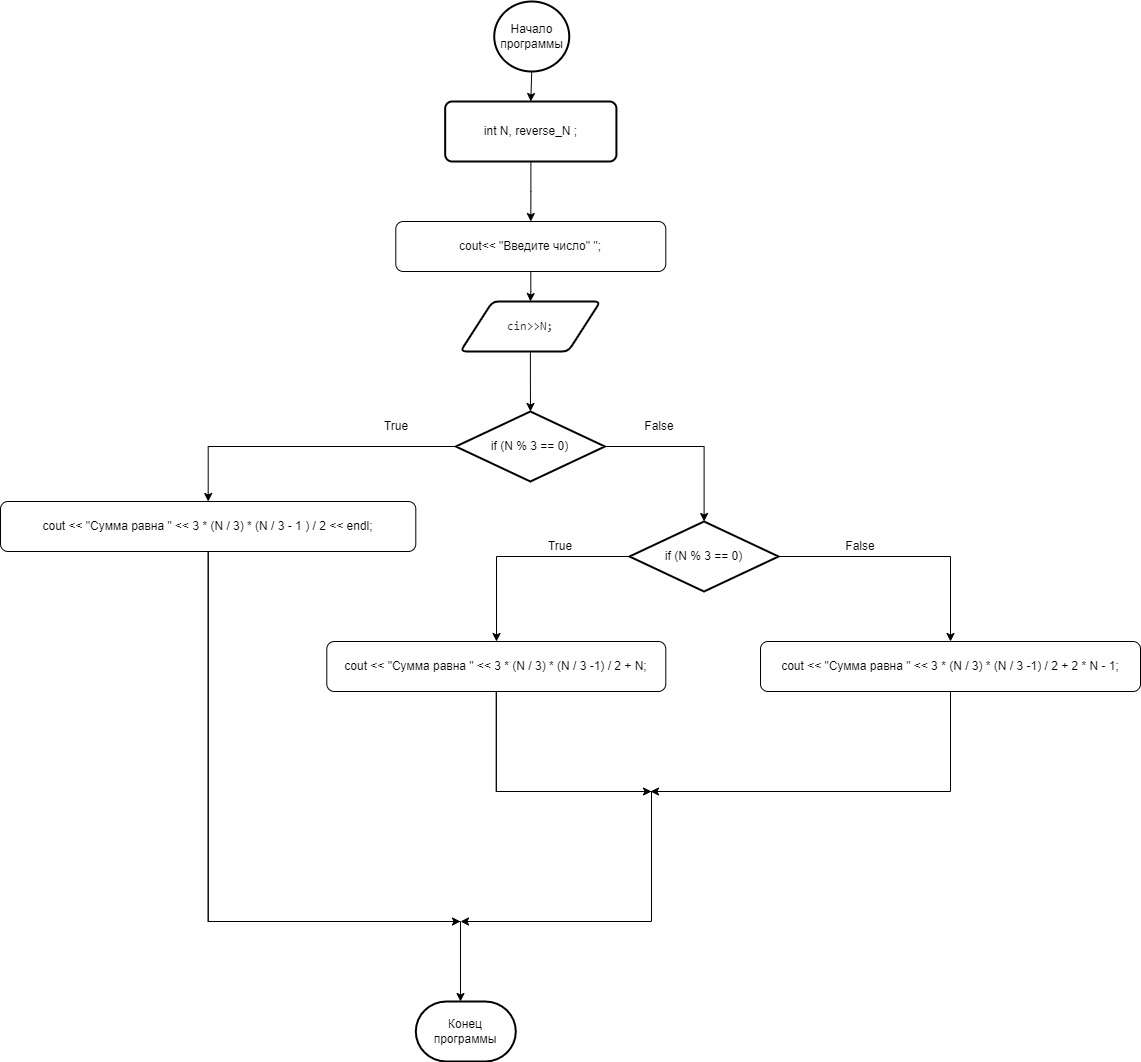 Начало
программы
int N, reverse_N ;
cout<< "Введите число" ";
cin>>N;
True
False
if (N % 3 == 0)
cout << "Сумма равна " << 3 * (N / 3) * (N / 3 - 1 ) / 2 << endl;
True
False
if (N % 3 == 0)
cout << "Сумма равна " << 3 * (N / 3) * (N / 3 -1) / 2 + N;
cout << "Сумма равна " << 3 * (N / 3) * (N / 3 -1) / 2 + 2 * N - 1;
Конец
программы